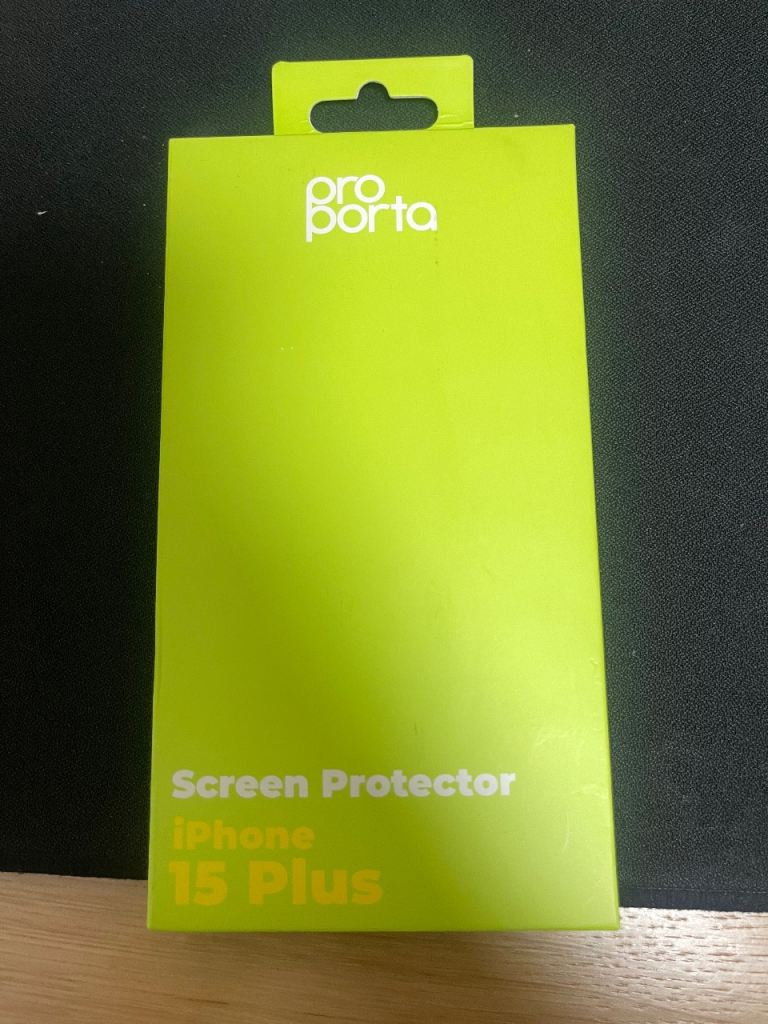 pro
porta
Screen Protector
iPhone
15 Plus